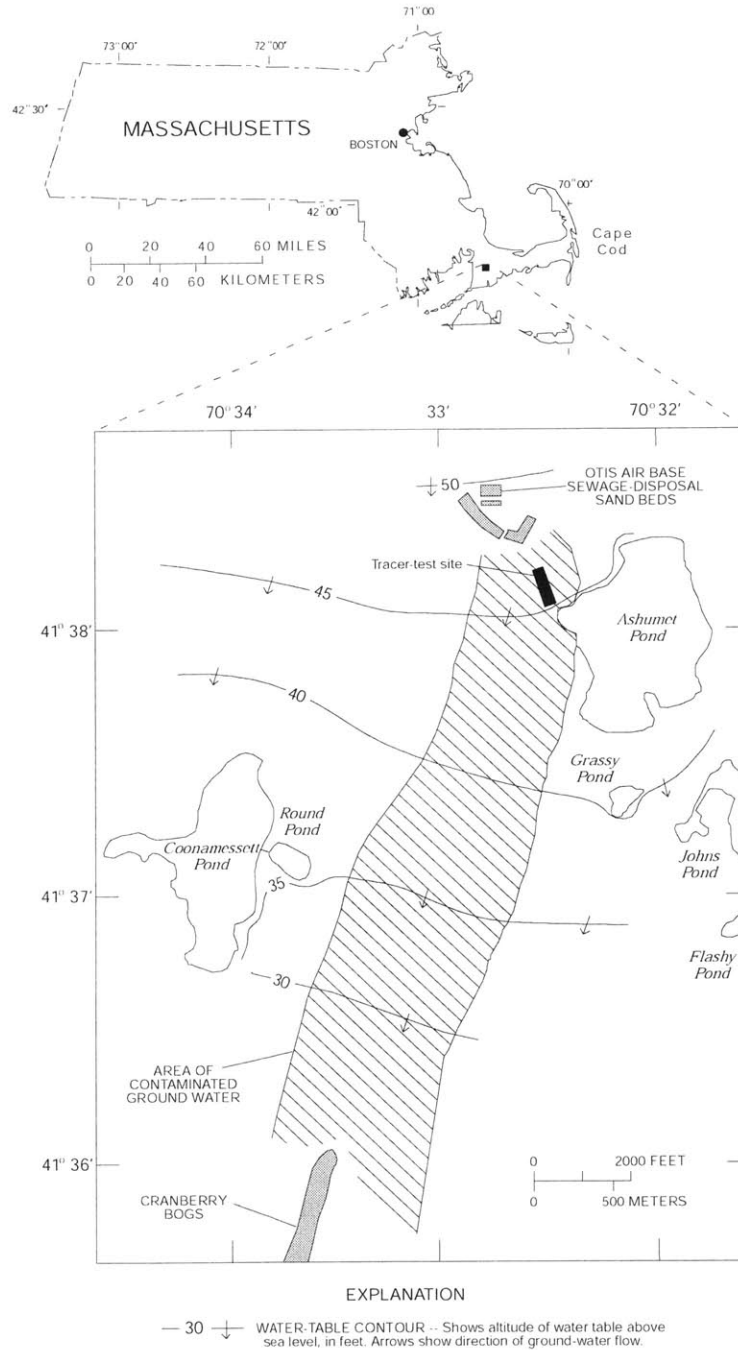 71°00'
73°00'
72°00'
42°30'
MASSACHUSETTS
BOSTON
70°00'
42°00'
Cape
Cod
0 20 40 60 MILES
0 20 40 60 KILOMETERS
70° 34'
33'
70° 32'
50
OTIS AIR BASE
SEWAGE-DISPOSAL
SAND BEDS
Tracer-test site
45
41° 38'
Ashumet
Pond
40
Grassy
Pond
Round
Pond
Coonamessett
Pond
Johns
Pond
35
41° 37'
Flashy
Pond
30
AREA OF
CONTAMINATED
GROUND WATER
41° 36'
0 2000 FEET
0 500 METERS
CRANBERRY
BOGS
EXPLANATION
— 30 WATER-TABLE CONTOUR -- Shows altitude of water table above
sea level, in feet. Arrows show direction of ground-water flow.